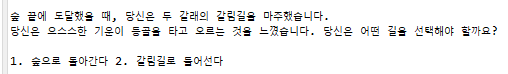 숲 끝에 도달했을 때, 당신은 두 갈래의 갈림길을 마주했습니다.
당신은 으스스한 기운이 등골을 타고 오르는 것을 느꼈습니다. 당신은 어떤 길을 선택해야 할까요?
1. 숲으로 돌아간다 2. 갈림길로 들어선다